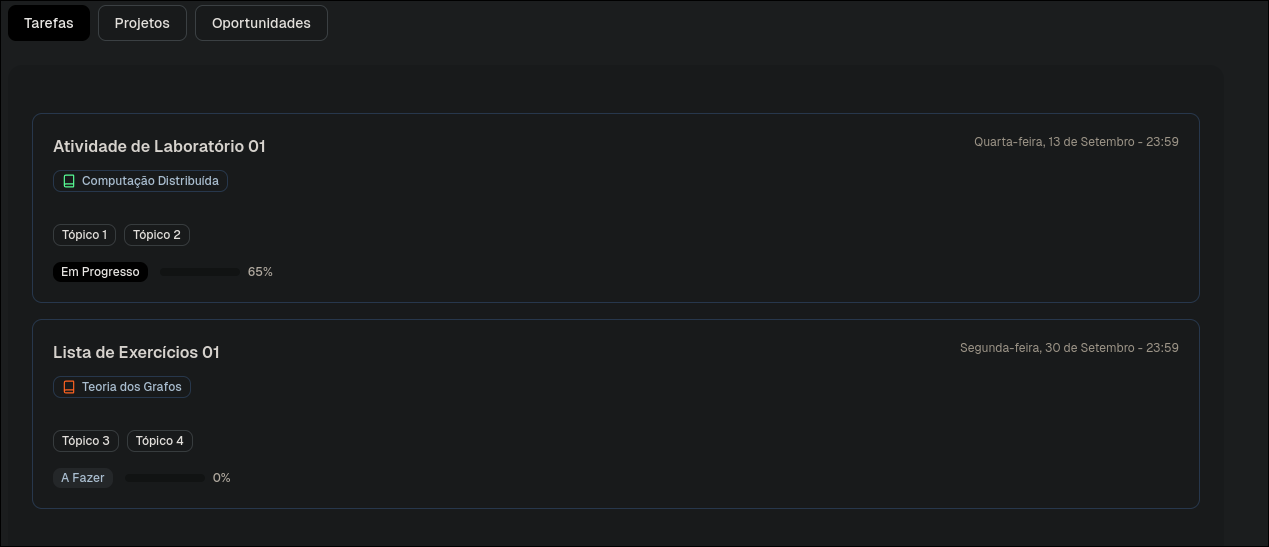 Tarefas Projetos Oportunidades
Atividade de Laboratório 01
Quarta-feira, 13 de Setembro - 23:59
Computação Distribuída
Tópico 1 Tópico 2
Em Progresso 65%
Lista de Exercícios 01
Segunda-feira, 30 de Setembro - 23:59
Teoria dos Grafos
Tópico 3 Tópico 4
A Fazer 0%